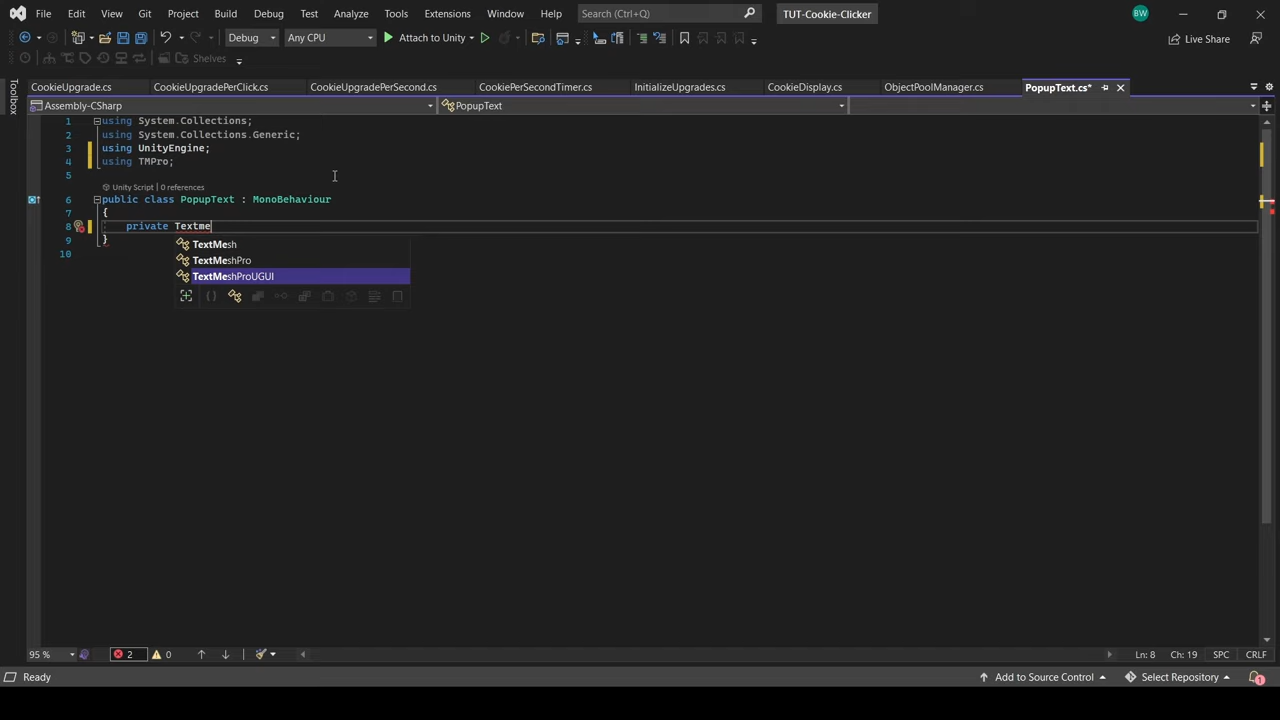 File Edit View Git Project Build Debug Test Analyze Tools Extensions Window Help Search (Ctrl+Q) TUT-Cookie-Clicker BW
Debug Any CPU Attach to Unity Live Share
Shelves
Toolbox
CookieUpgrade.cs CookieUpgradePerClick.cs CookieUpgradePerSecond.cs CookiePerSecondTimer.cs InitializeUpgrades.cs CookieDisplay.cs ObjectPoolManager.cs PopupText.cs*
Assembly-CSharp PopupText
1 using System.Collections;
2 using System.Collections.Generic;
3 using UnityEngine;
4 using TMPro;
5
Unity Script | 0 references
6 public class PopupText : MonoBehaviour
7 {
8 private Textme
9 }
10
TextMesh
TextMeshPro
TextMeshProUGUI
95 % 2 0 Ln: 8 Ch: 19 SPC CRLF
Ready Add to Source Control Select Repository 1